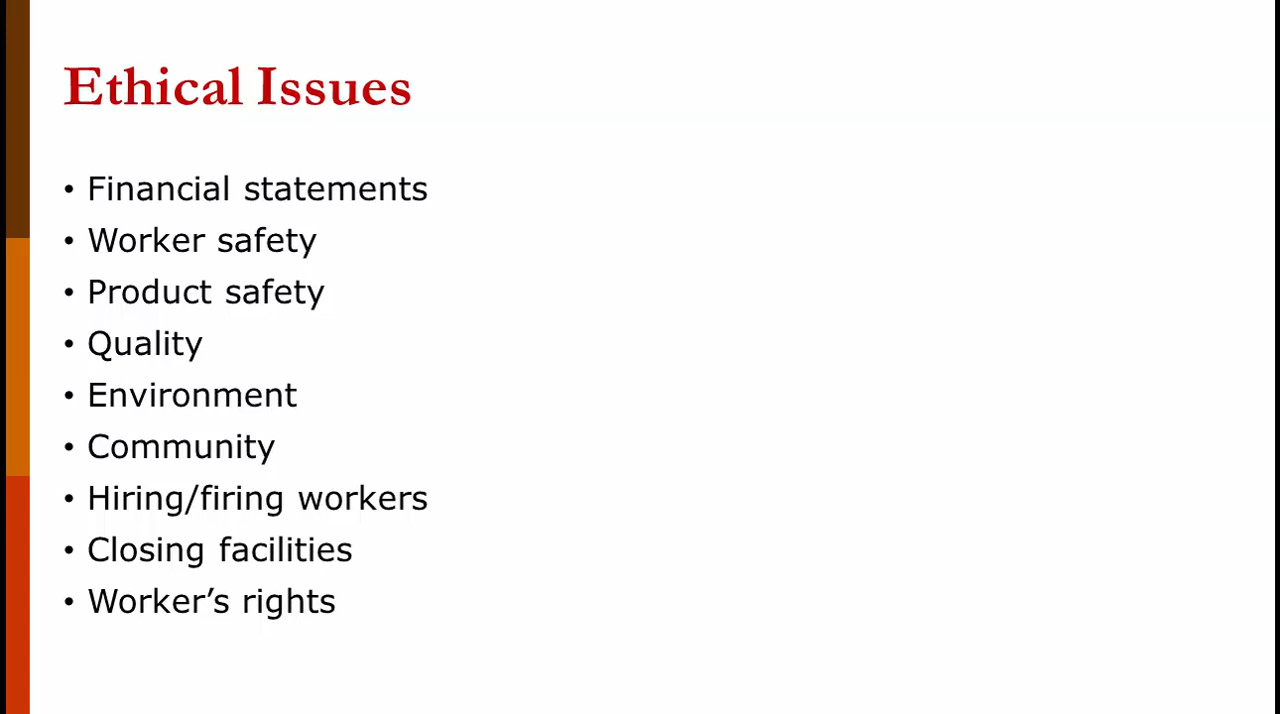 Ethical Issues
• Financial statements
• Worker safety
• Product safety
• Quality
• Environment
• Community
• Hiring/firing workers
• Closing facilities
• Worker’s rights